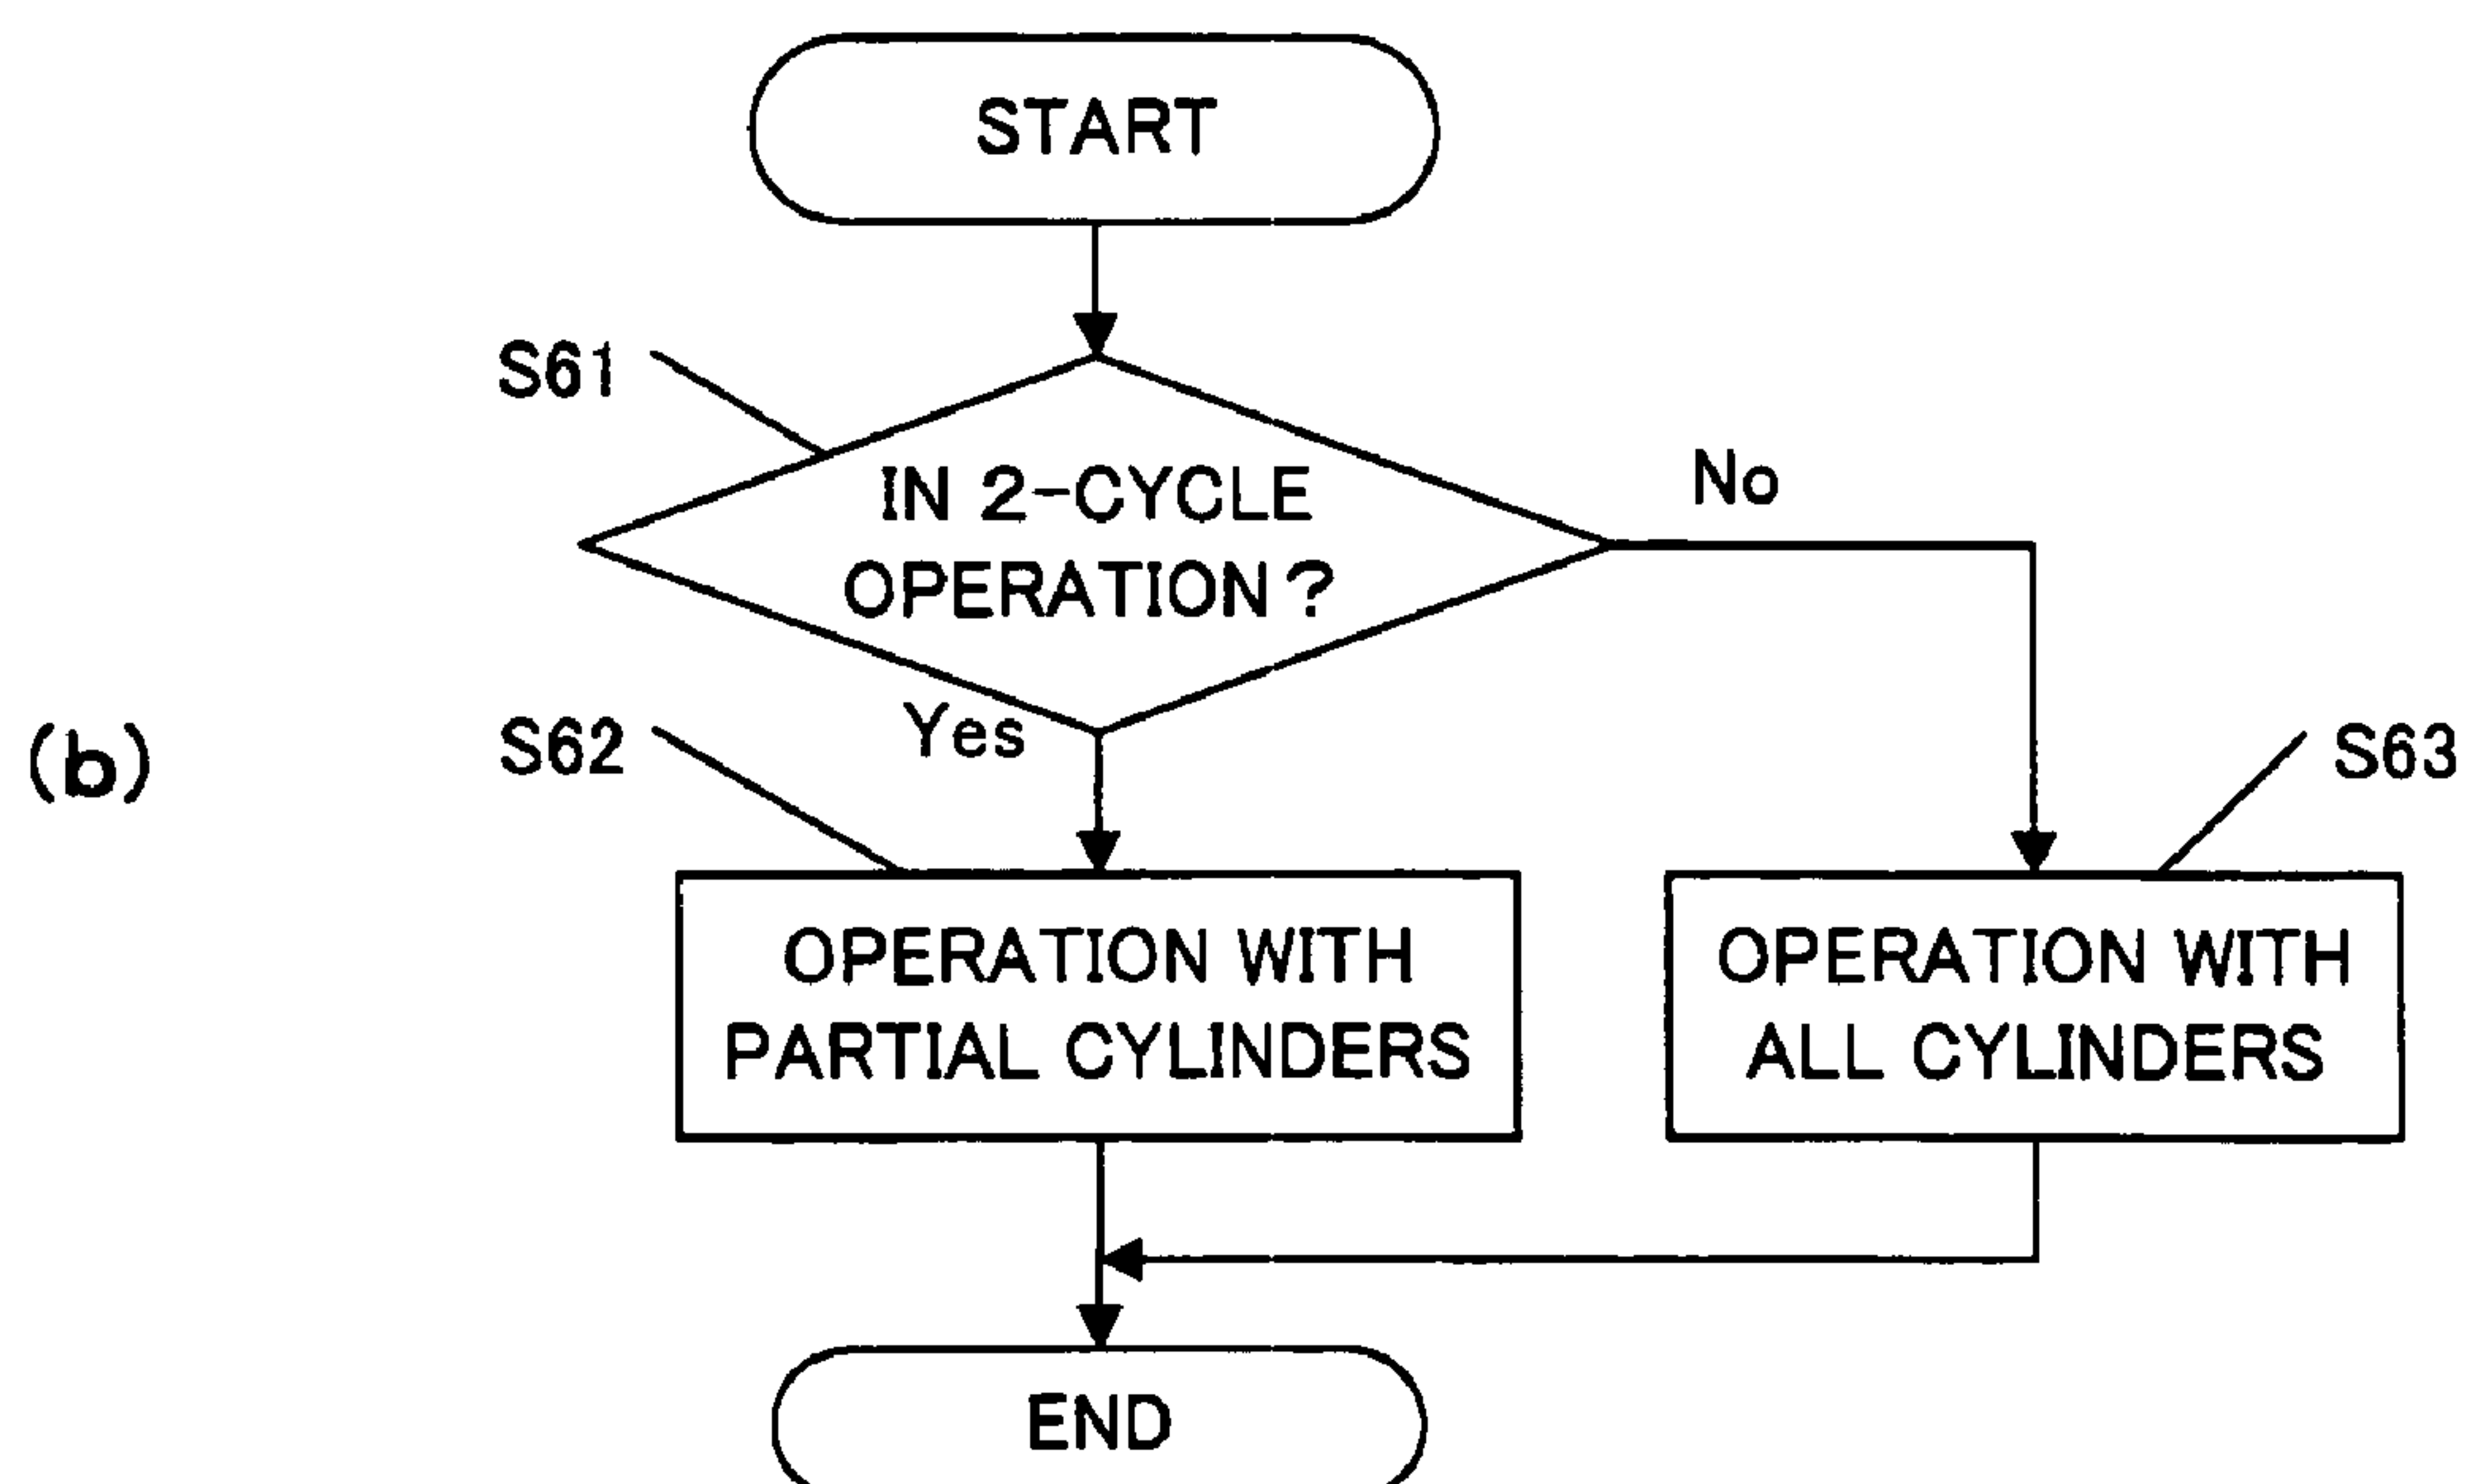 START
S61
IN 2-CYCLE
OPERATION ?
No
Yes
(b)
S62
S63
OPERATION WITH
PARTIAL CYLINDERS
OPERATION WITH
ALL CYLINDERS
END